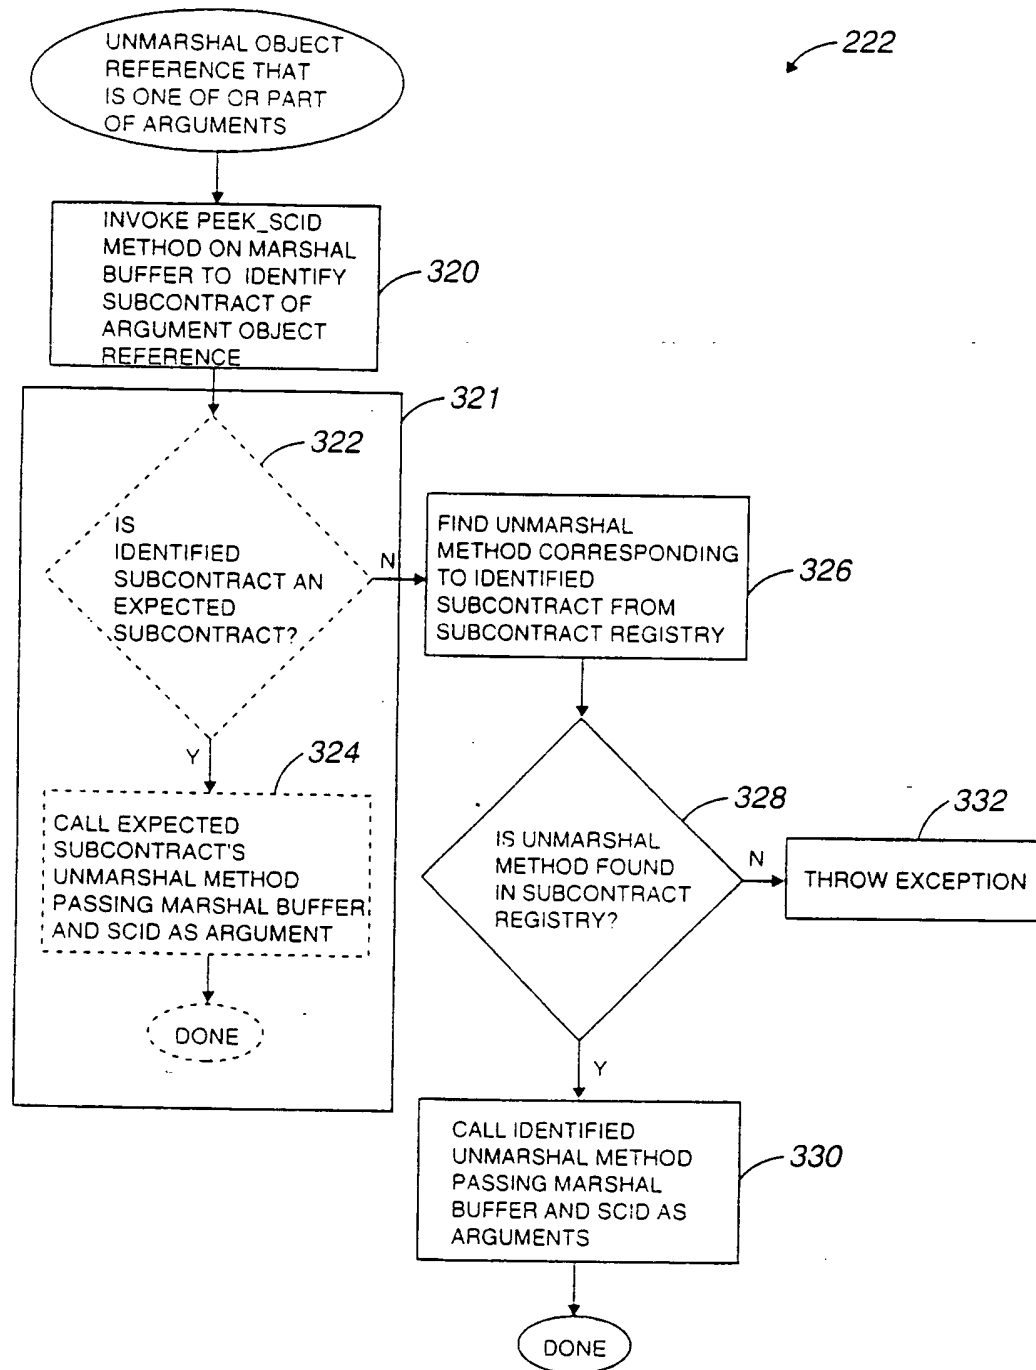 UNMARSHAL OBJECT
REFERENCE THAT
IS ONE OF OR PART
OF ARGUMENTS
222
INVOKE PEEK_SCID
METHOD ON MARSHAL
BUFFER TO IDENTIFY
SUBCONTRACT OF
ARGUMENT OBJECT
REFERENCE
320
321
322
IS
IDENTIFIED
SUBCONTRACT AN
EXPECTED
SUBCONTRACT?
N
Y
324
CALL EXPECTED
SUBCONTRACT'S
UNMARSHAL METHOD
PASSING MARSHAL BUFFER
AND SCID AS ARGUMENT
DONE
FIND UNMARSHAL
METHOD CORRESPONDING
TO IDENTIFIED
SUBCONTRACT FROM
SUBCONTRACT REGISTRY
326
328
IS UNMARSHAL
METHOD FOUND
IN SUBCONTRACT
REGISTRY?
N
332
THROW EXCEPTION
Y
CALL IDENTIFIED
UNMARSHAL METHOD
PASSING MARSHAL
BUFFER AND SCID AS
ARGUMENTS
330
DONE